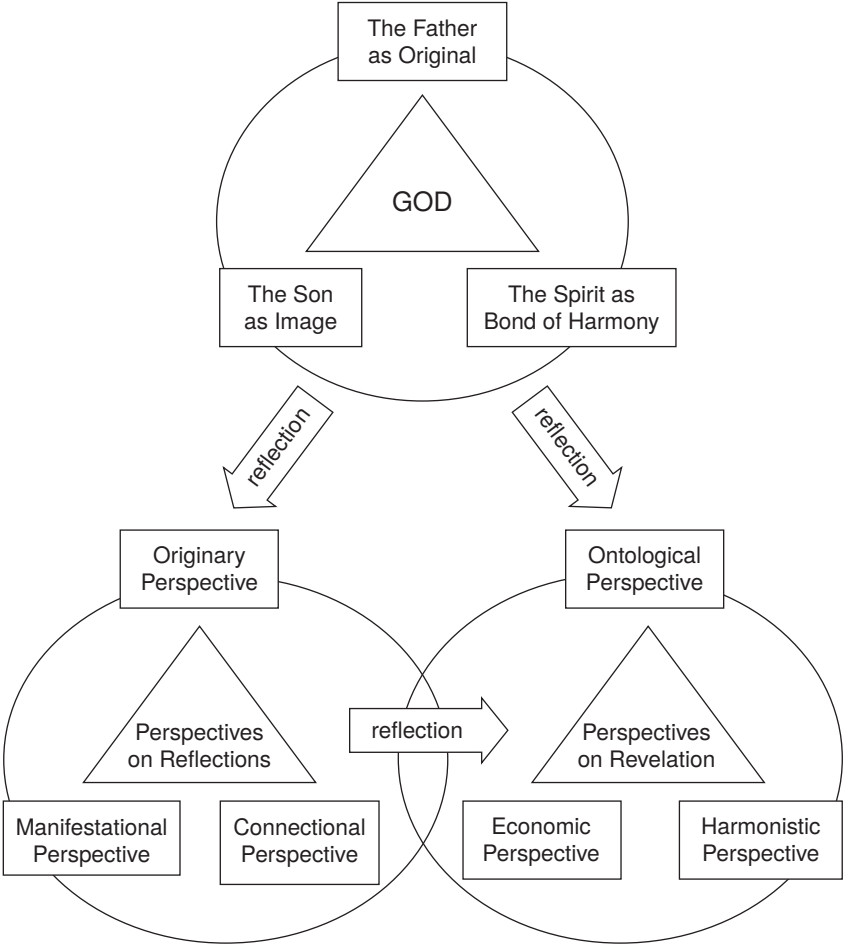 The Father
as Original
GOD
The Son
as Image
The Spirit as
Bond of Harmony
reflection
reflection
Originary
Perspective
Ontological
Perspective
Perspectives
on Reflections
reflection
Perspectives
on Revelation
Manifestational
Perspective
Connectional
Perspective
Economic
Perspective
Harmonistic
Perspective